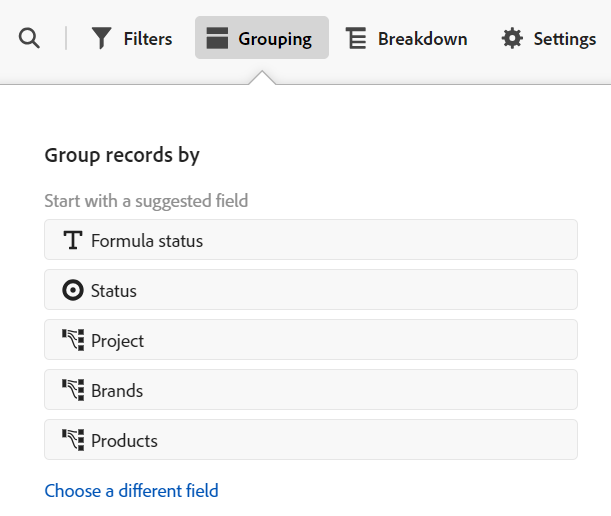 Filters Grouping Breakdown Settings
Group records by
Start with a suggested field
Formula status
Status
Project
Brands
Products
Choose a different field